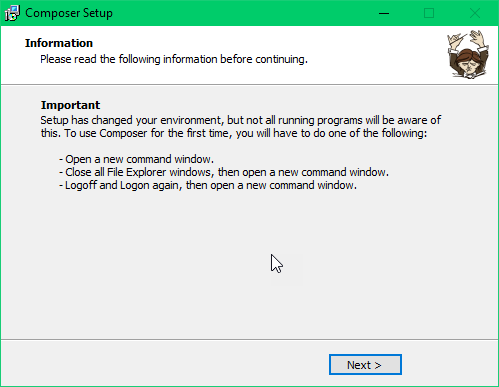 Composer Setup
Information
Please read the following information before continuing.
Important
Setup has changed your environment, but not all running programs will be aware of
this. To use Composer for the first time, you will have to do one of the following:
- Open a new command window.
- Close all File Explorer windows, then open a new command window.
- Logoff and Logon again, then open a new command window.
Next >